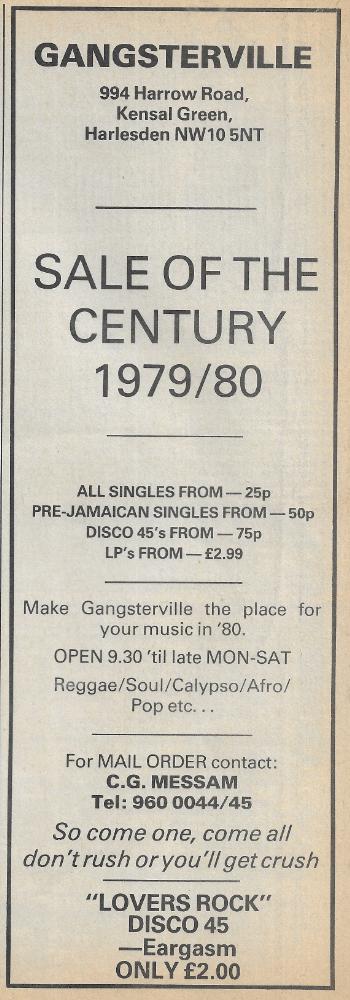 GANGSTERVILLE
994 Harrow Road,
Kensal Green,
Harlesden NW10 5NT
SALE OF THE
CENTURY
1979/80
ALL SINGLES FROM — 25p
PRE-JAMAICAN SINGLES FROM — 50p
DISCO 45's FROM — 75p
LP's FROM — £2.99
Make Gangsterville the place for
your music in '80.
OPEN 9.30 'til late MON-SAT
Reggae/Soul/Calypso/Afro/
Pop etc. . .
For MAIL ORDER contact:
C.G. MESSAM
Tel: 960 0044/45
So come one, come all
don't rush or you'll get crush
"LOVERS ROCK"
DISCO 45
—Eargasm
ONLY £2.00